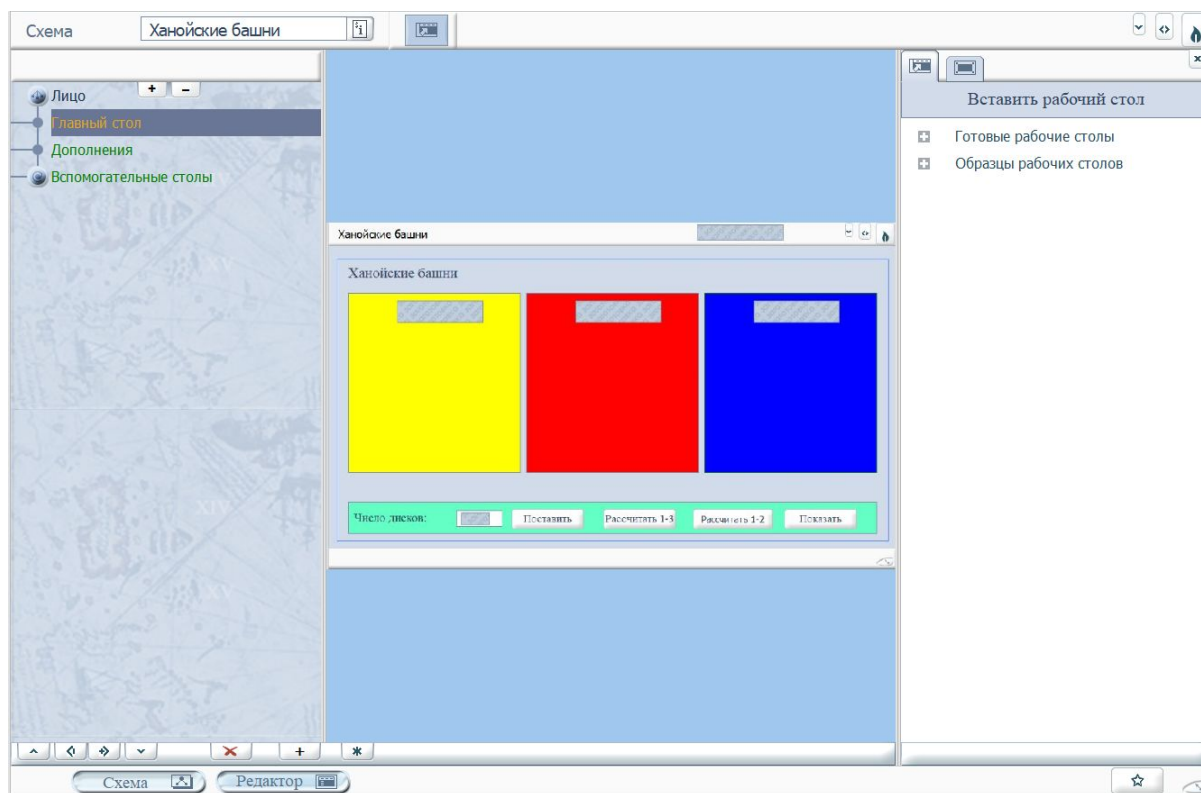 Схема
Ханойские башни
Лицо
Главный стол
Дополнения
Вспомогательные столы
Ханойские башни
Ханойские башни
Число дисков:
Поставить
Рассчитать 1-3
Рассчитать 1-2
Показать
Вставить рабочий стол
Готовые рабочие столы
Образцы рабочих столов
Схема
Редактор